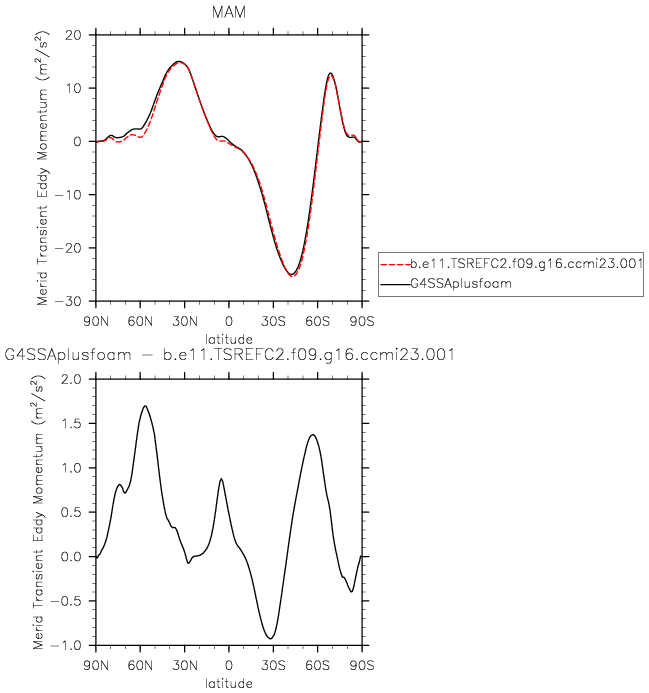 MAM
Merid Transient Eddy Momentum (m²/s²)
20
10
0
−10
−20
−30
90N 60N 30N 0 30S 60S 90S
latitude
b.e11.TSREFC2.f09.g16.ccmi23.001
G4SSAplusfoam
G4SSAplusfoam − b.e11.TSREFC2.f09.g16.ccmi23.001
Merid Transient Eddy Momentum (m²/s²)
2.0
1.5
1.0
0.5
0.0
−0.5
−1.0
90N 60N 30N 0 30S 60S 90S
latitude